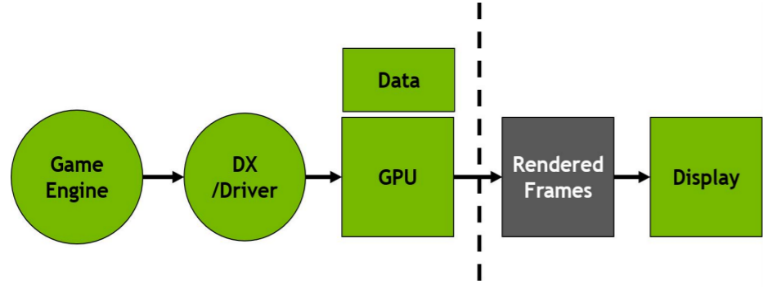 Data
Game
Engine
DX
/Driver
GPU
Rendered
Frames
Display